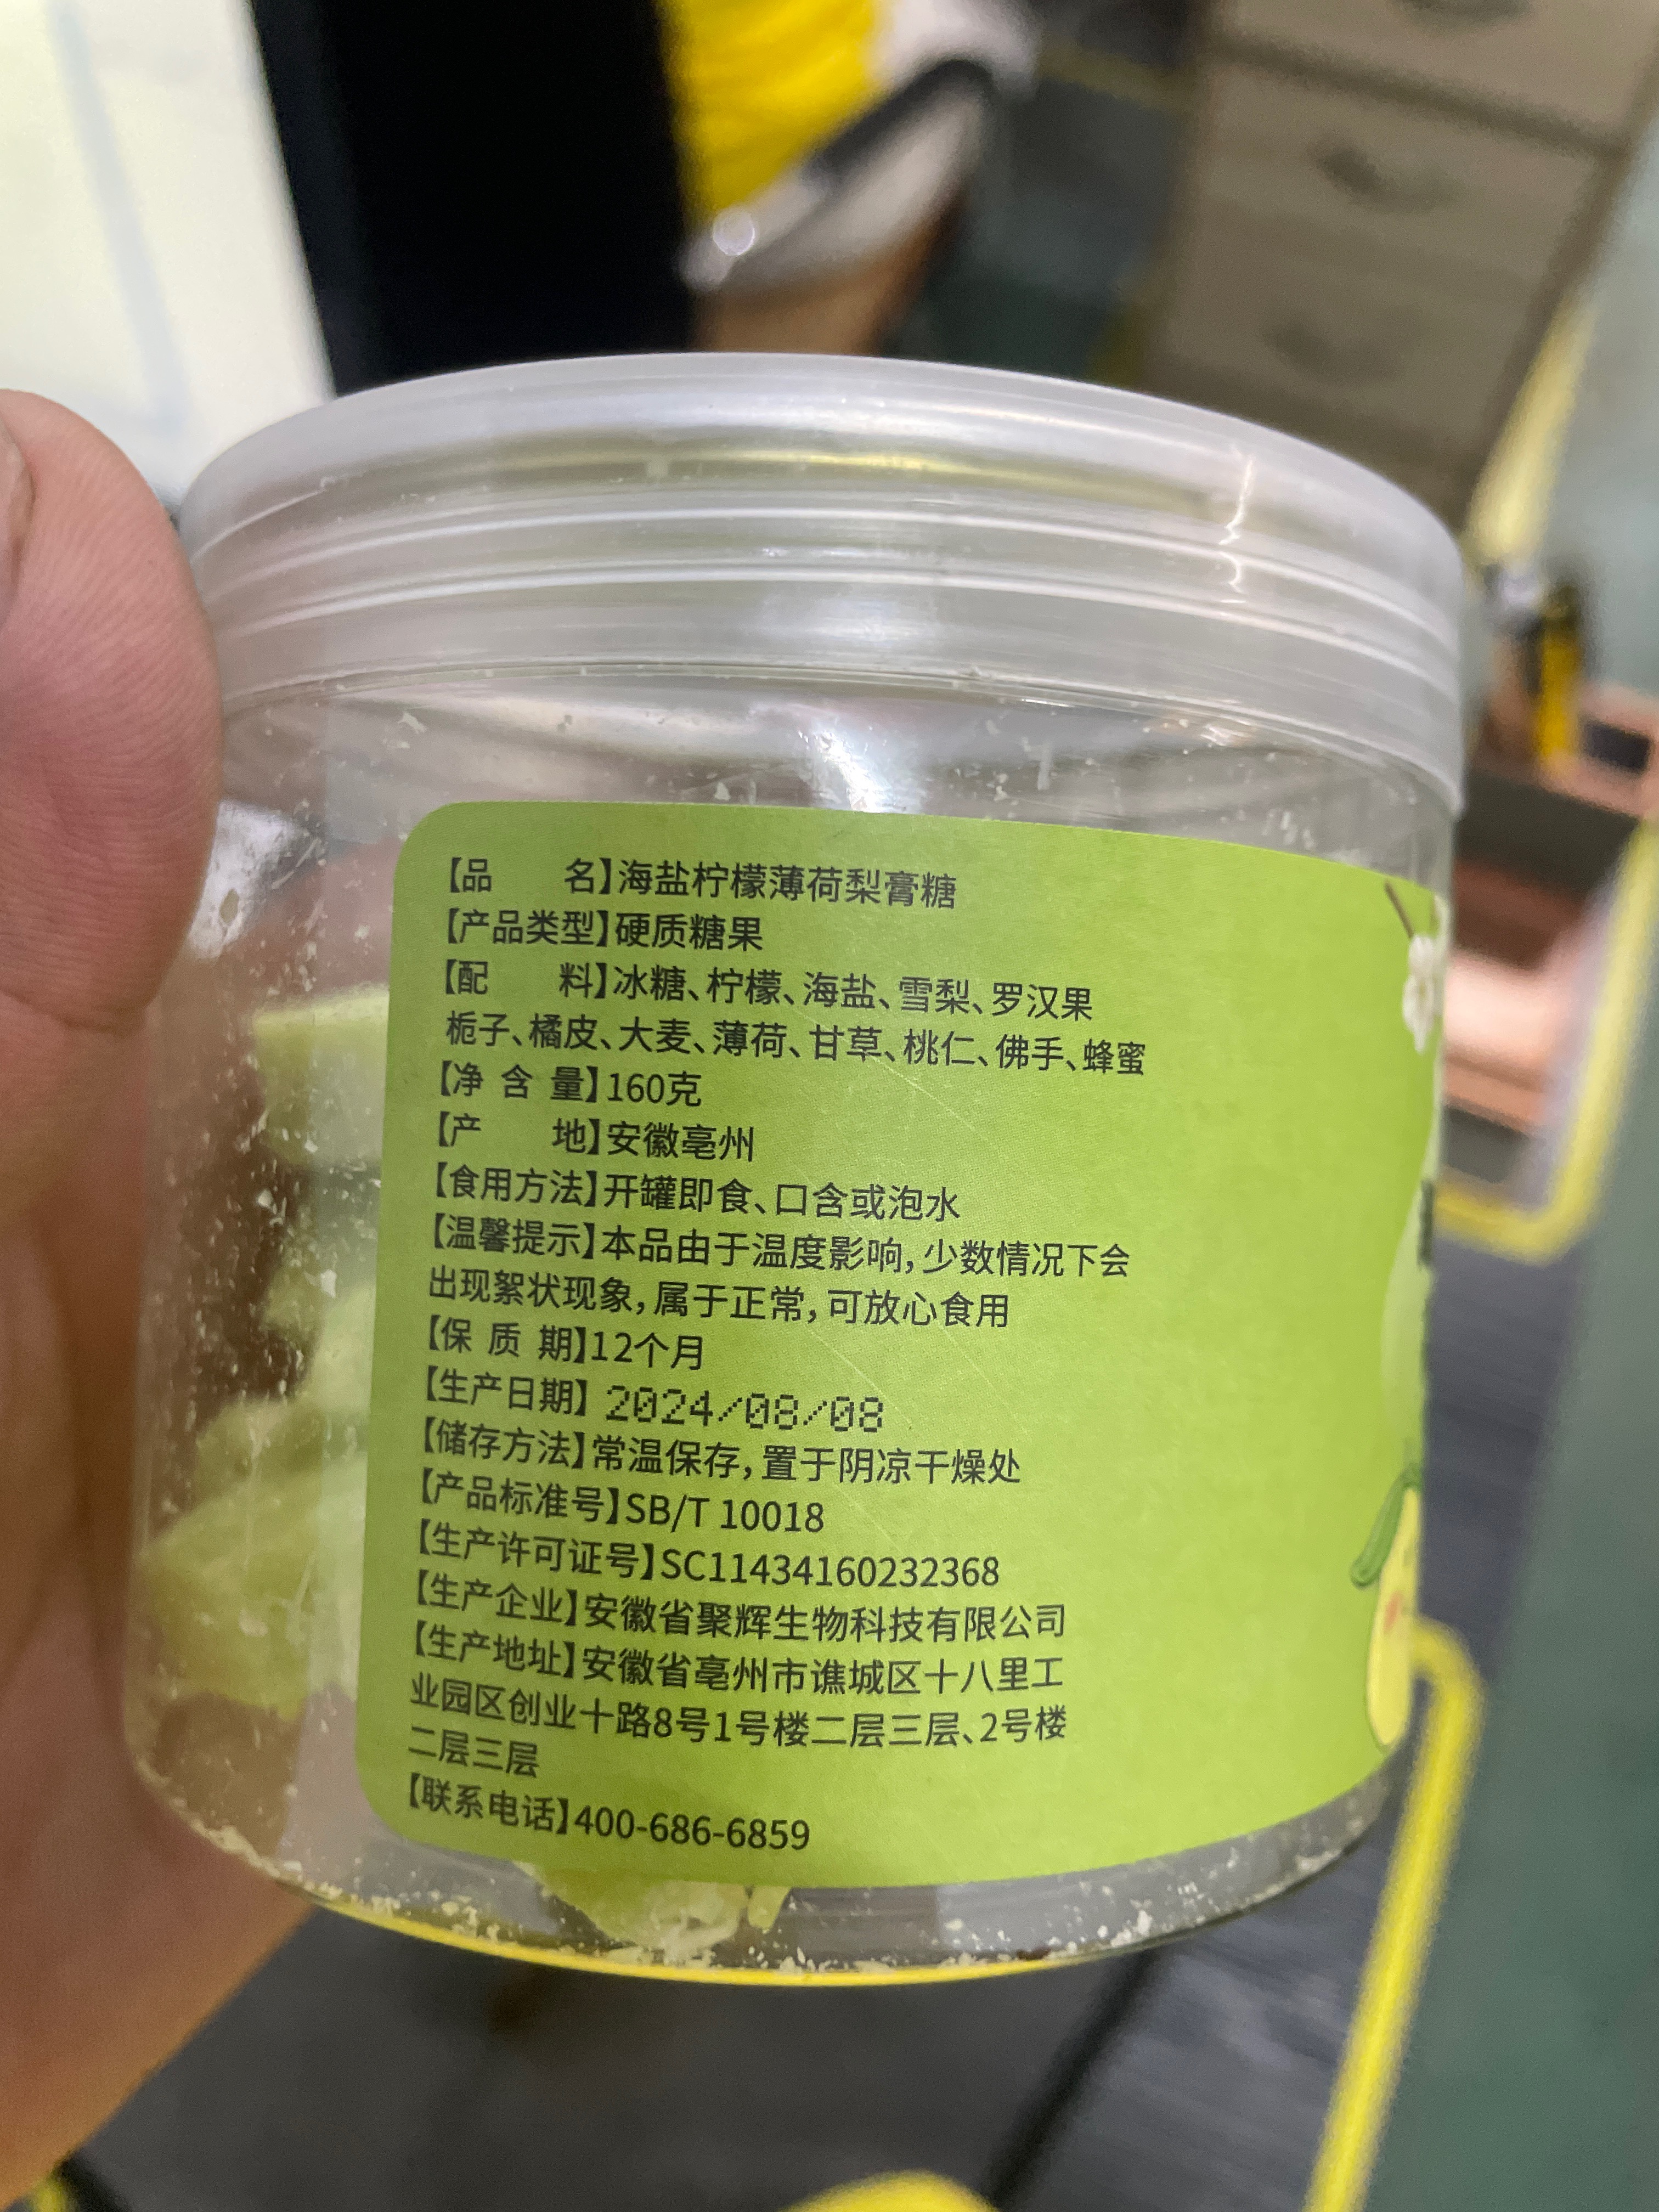 【品 名】海盐柠檬薄荷梨膏糖
【产品类型】硬质糖果
【配 料】冰糖、柠檬、海盐、雪梨、罗汉果
栀子、橘皮、大麦、薄荷、甘草、桃仁、佛手、蜂蜜
【净 含 量】160克
【产 地】安徽亳州
【食用方法】开罐即食、口含或泡水
【温馨提示】本品由于温度影响,少数情况下会
出现絮状现象,属于正常,可放心食用
【保 质 期】12个月
【生产日期】 2024/08/08
【储存方法】常温保存,置于阴凉干燥处
【产品标准号】SB/T 10018
【生产许可证号】SC11434160232368
【生产企业】安徽省聚辉生物科技有限公司
【生产地址】安徽省亳州市谯城区十八里工
业园区创业十路8号1号楼二层三层、2号楼
二层三层
【联系电话】400-686-6859